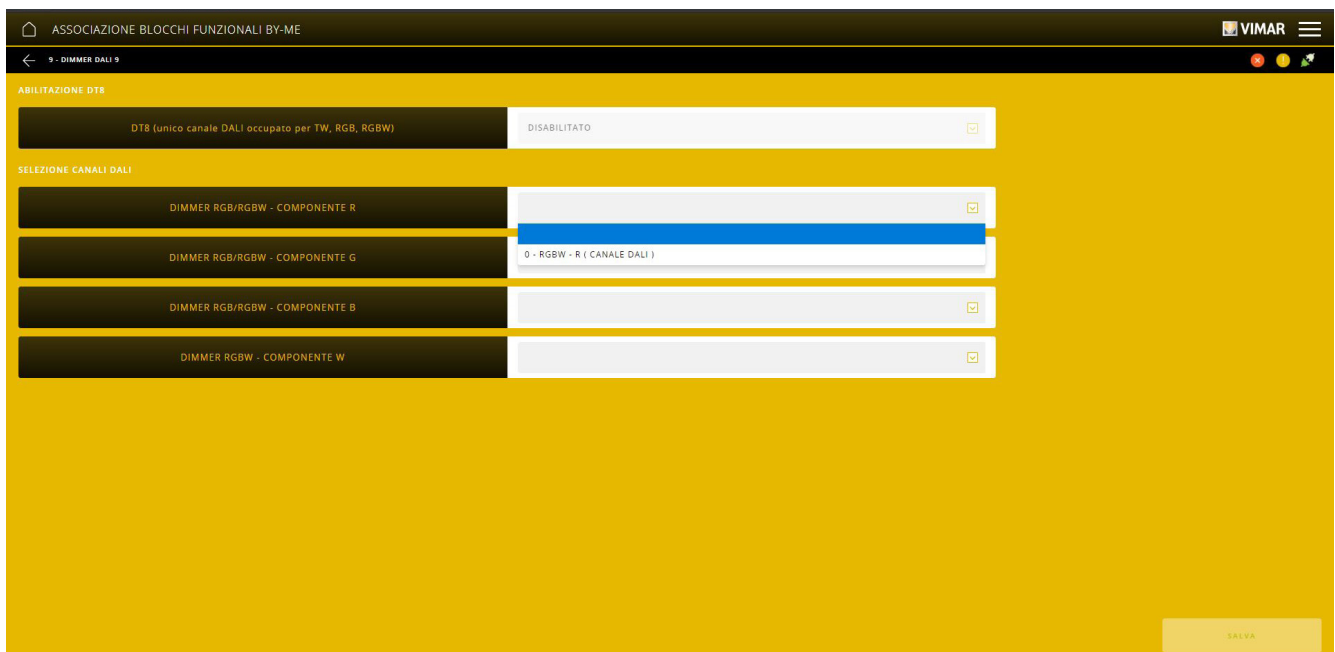 ASSOCIAZIONE BLOCCHI FUNZIONALI BY-ME
VIMAR
9 - DIMMER DALI 9
ABILITAZIONE DT8
DT8 (unico canale DALI occupato per TW, RGB, RGBW)
DISABILITATO
SELEZIONE CANALI DALI
DIMMER RGB/RGBW - COMPONENTE R
DIMMER RGB/RGBW - COMPONENTE G
0 - RGBW - R ( CANALE DALI )
DIMMER RGB/RGBW - COMPONENTE B
DIMMER RGBW - COMPONENTE W
SALVA